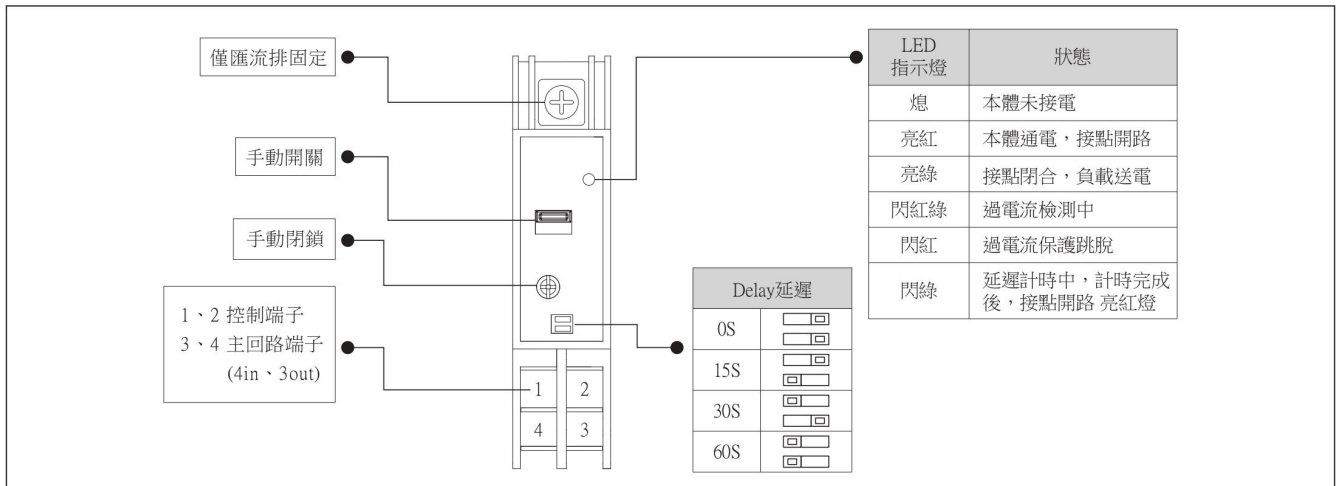 僅匯流排固定
手動開關
手動閉鎖
1、2 控制端子
3、4 主回路端子
(4in、3out)
1 2
4 3
Delay延遲
0S
15S
30S
60S
LED
指示燈 狀態
熄 本體未接電
亮紅 本體通電,接點開路
亮綠 接點閉合,負載送電
閃紅綠 過電流檢測中
閃紅 過電流保護跳脫
閃綠 延遲計時中,計時完成
後,接點開路 亮紅燈